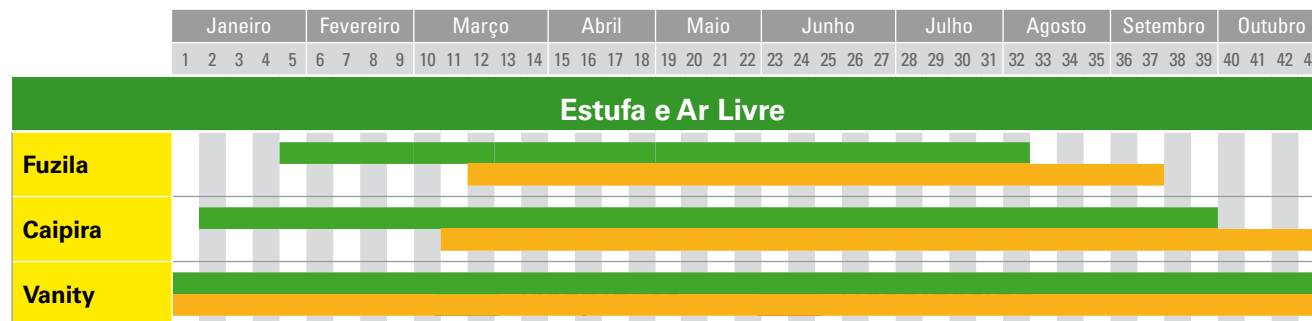 Janeiro Fevereiro Março Abril Maio Junho Julho Agosto Setembro Outubro
1 2 3 4 5 6 7 8 9 10 11 12 13 14 15 16 17 18 19 20 21 22 23 24 25 26 27 28 29 30 31 32 33 34 35 36 37 38 39 40 41 42 4
Estufa e Ar Livre
Fuzila
Caipira
Vanity